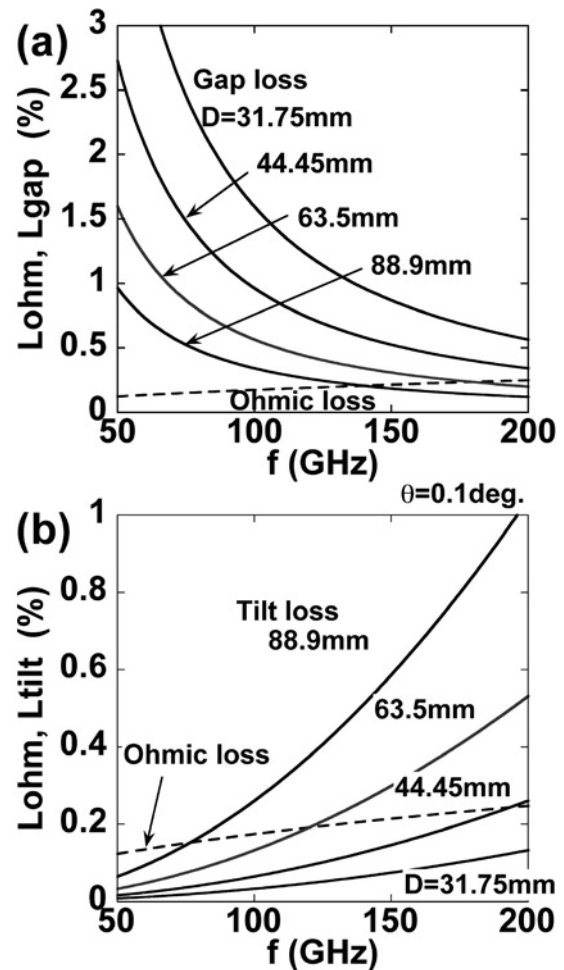 (a)
3
2.5
2
1.5
1
0.5
0
Lohm, Lgap (%)
Gap loss
D=31.75mm
44.45mm
63.5mm
88.9mm
Ohmic loss
50 100 150 200
f (GHz)
θ=0.1deg.
(b)
1
0.8
0.6
0.4
0.2
0
Lohm, Ltilt (%)
Tilt loss
88.9mm
63.5mm
Ohmic loss
44.45mm
D=31.75mm
50 100 150 200
f (GHz)